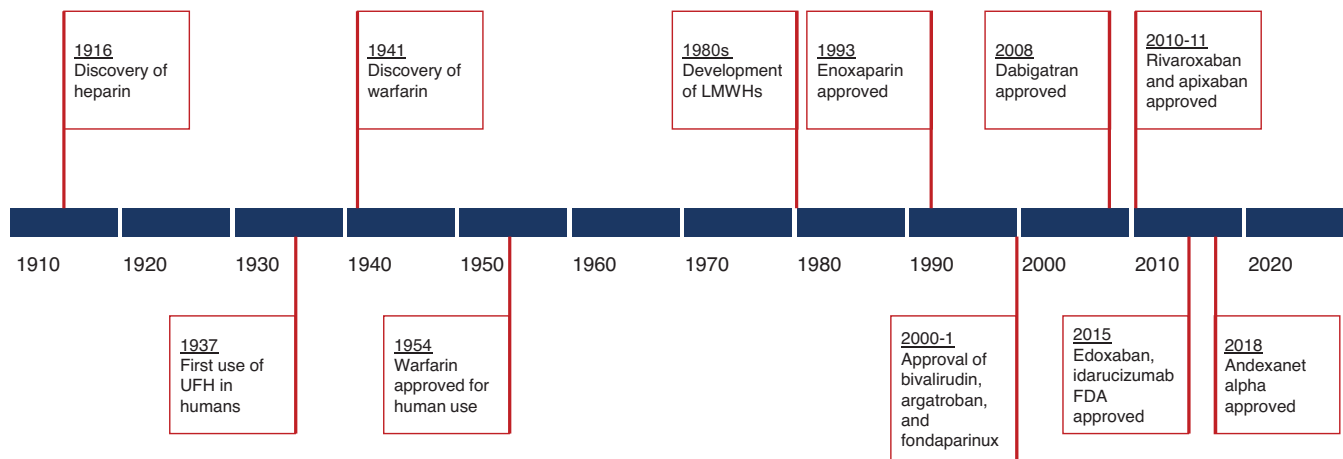 1916
Discovery of
heparin
1941
Discovery of
warfarin
1980s
Development
of LMWHs
1993
Enoxaparin
approved
2008
Dabigatran
approved
2010-11
Rivaroxaban
and apixaban
approved
1910 1920 1930 1940 1950 1960 1970 1980 1990 2000 2010 2020
1937
First use of
UFH in
humans
1954
Warfarin
approved for
human use
2000-1
Approval of
bivalirudin,
argatroban,
and
fondaparinux
2015
Edoxaban,
idarucizumab
FDA
approved
2018
Andexanet
alpha
approved